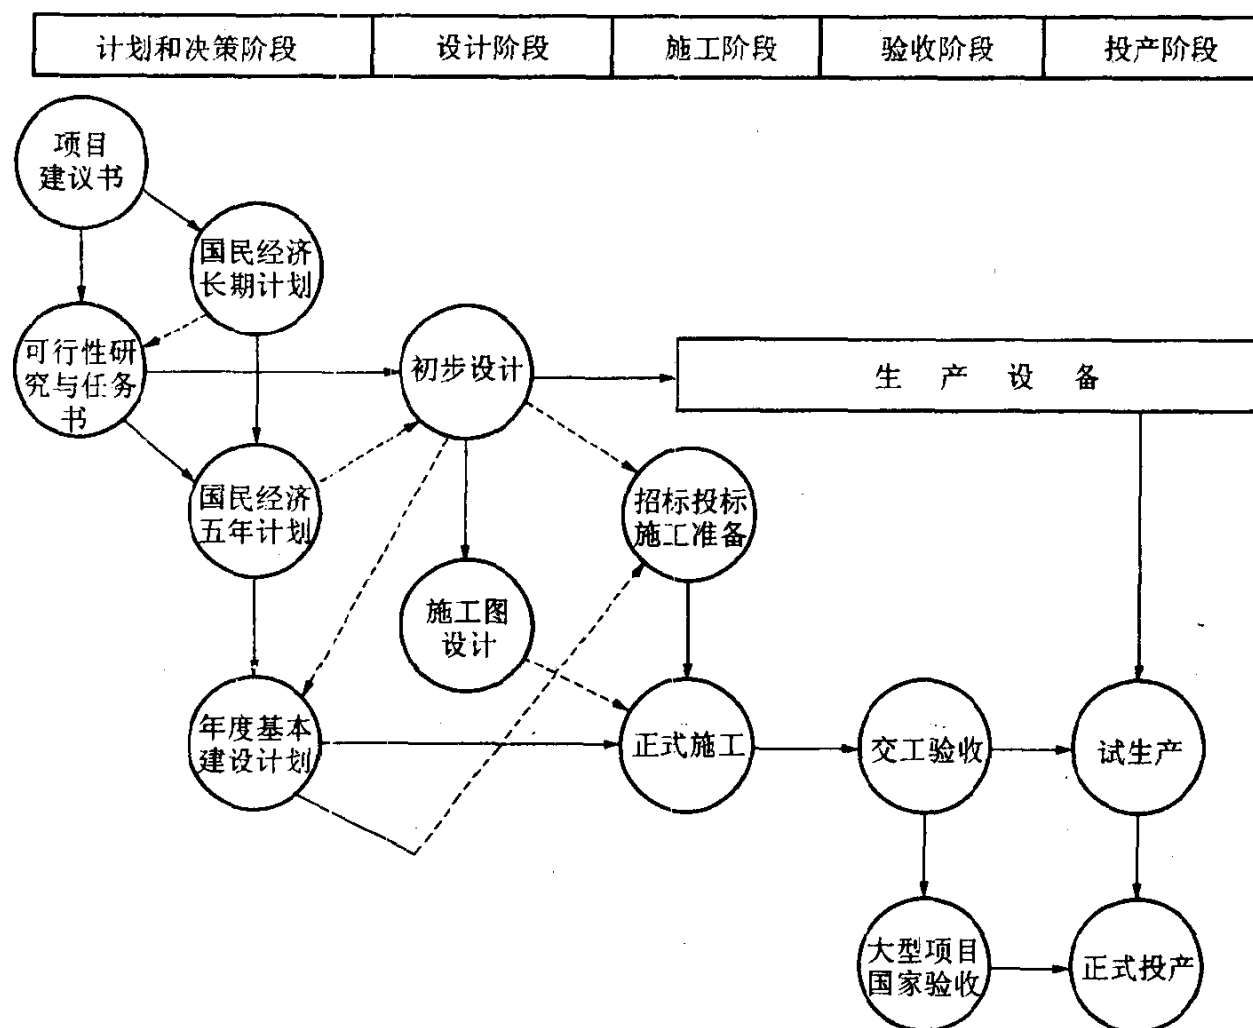 计划和决策阶段
设计阶段
施工阶段
验收阶段
投产阶段
项目
建议书
国民经济
长期计划
可行性研
究与任务
书
初步设计
生产设备
国民经济
五年计划
招标投标
施工准备
施工图
设计
年度基本
建设计划
正式施工
交工验收
试生产
大型项目
国家验收
正式投产